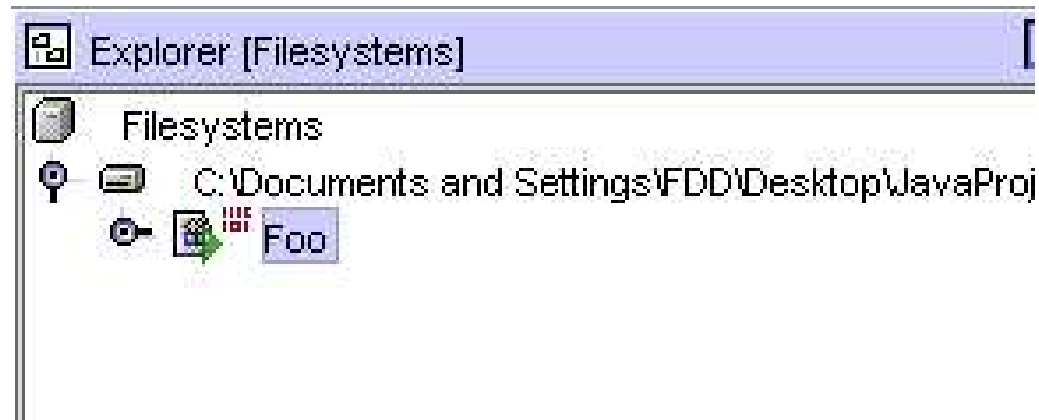 Explorer [Filesystems]
Filesystems
C:\Documents and Settings\FDD\Desktop\JavaProj
Foo